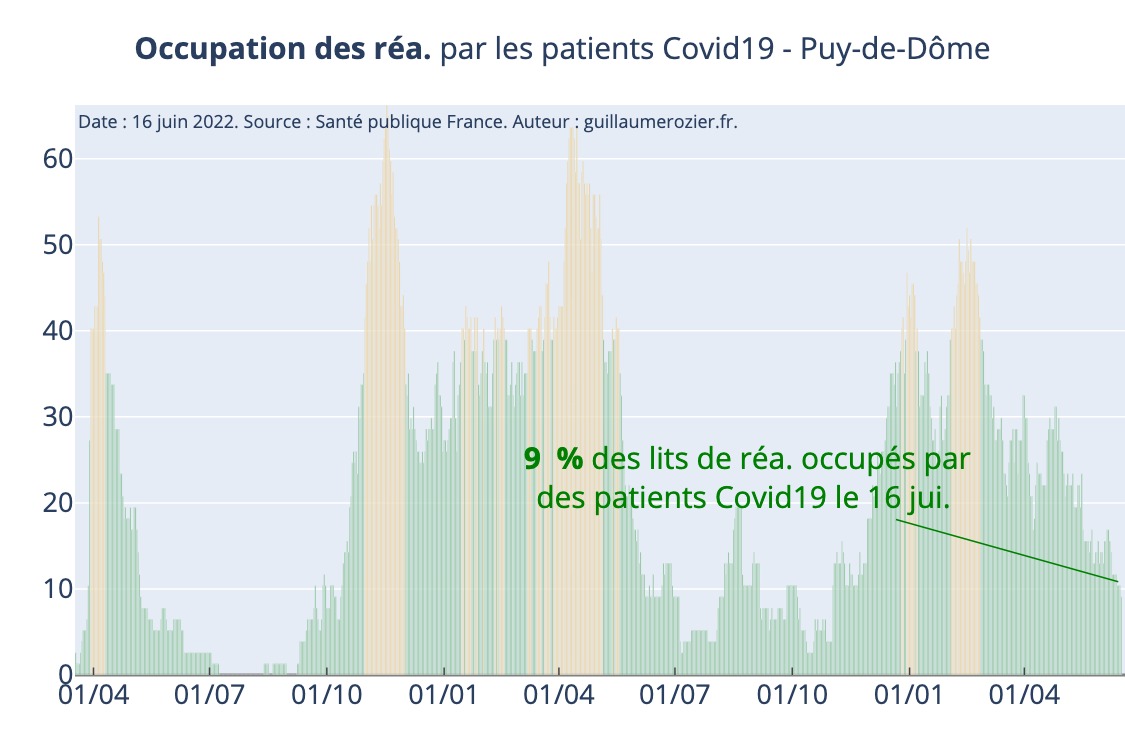 Occupation des réa. par les patients Covid19 - Puy-de-Dôme
Date : 16 juin 2022. Source : Santé publique France. Auteur : guillaumerozier.fr.
60
50
40
30
20
10
0
9 % des lits de réa. occupés par
des patients Covid19 le 16 jui.
01/04 01/07 01/10 01/01 01/04 01/07 01/10 01/01 01/04